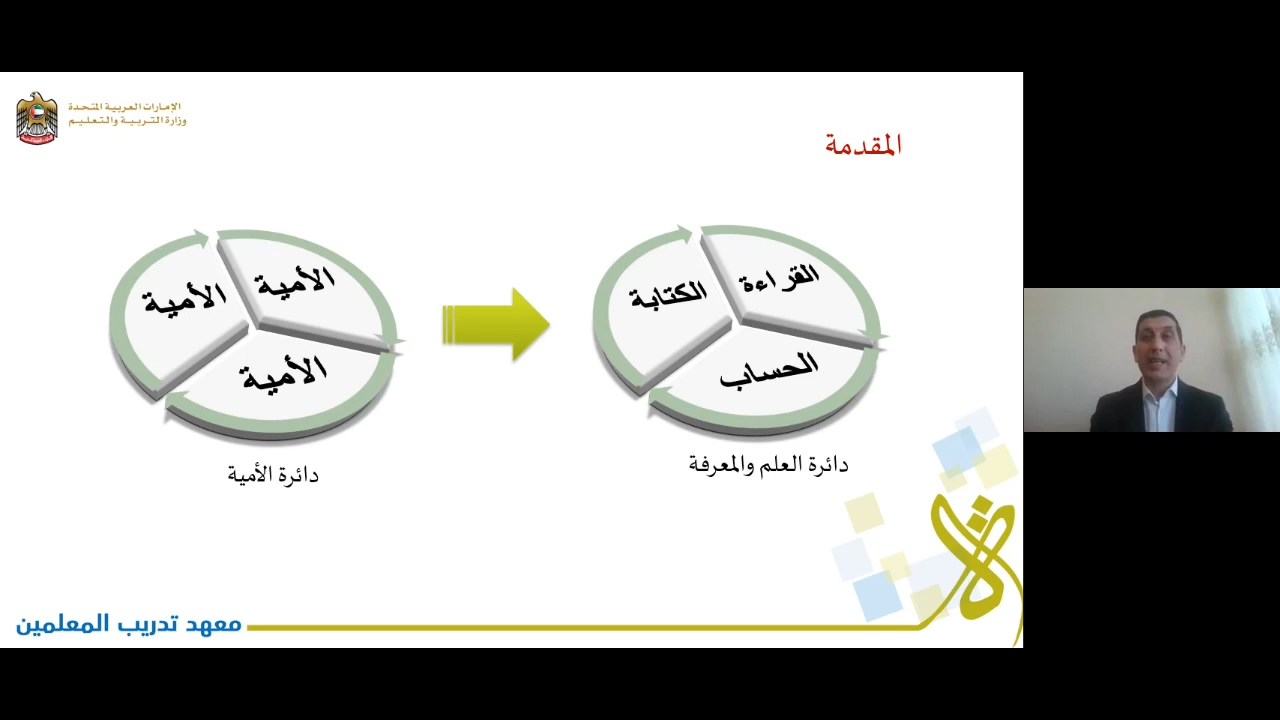 الإمارات العربية المتحدة
وزارة التربية والتعليم
المقدمة
القراءة
الكتابة
الحساب
دائرة العلم والمعرفة
الأمية
الأمية
الأمية
دائرة الأمية
معهد تدريب المعلمين